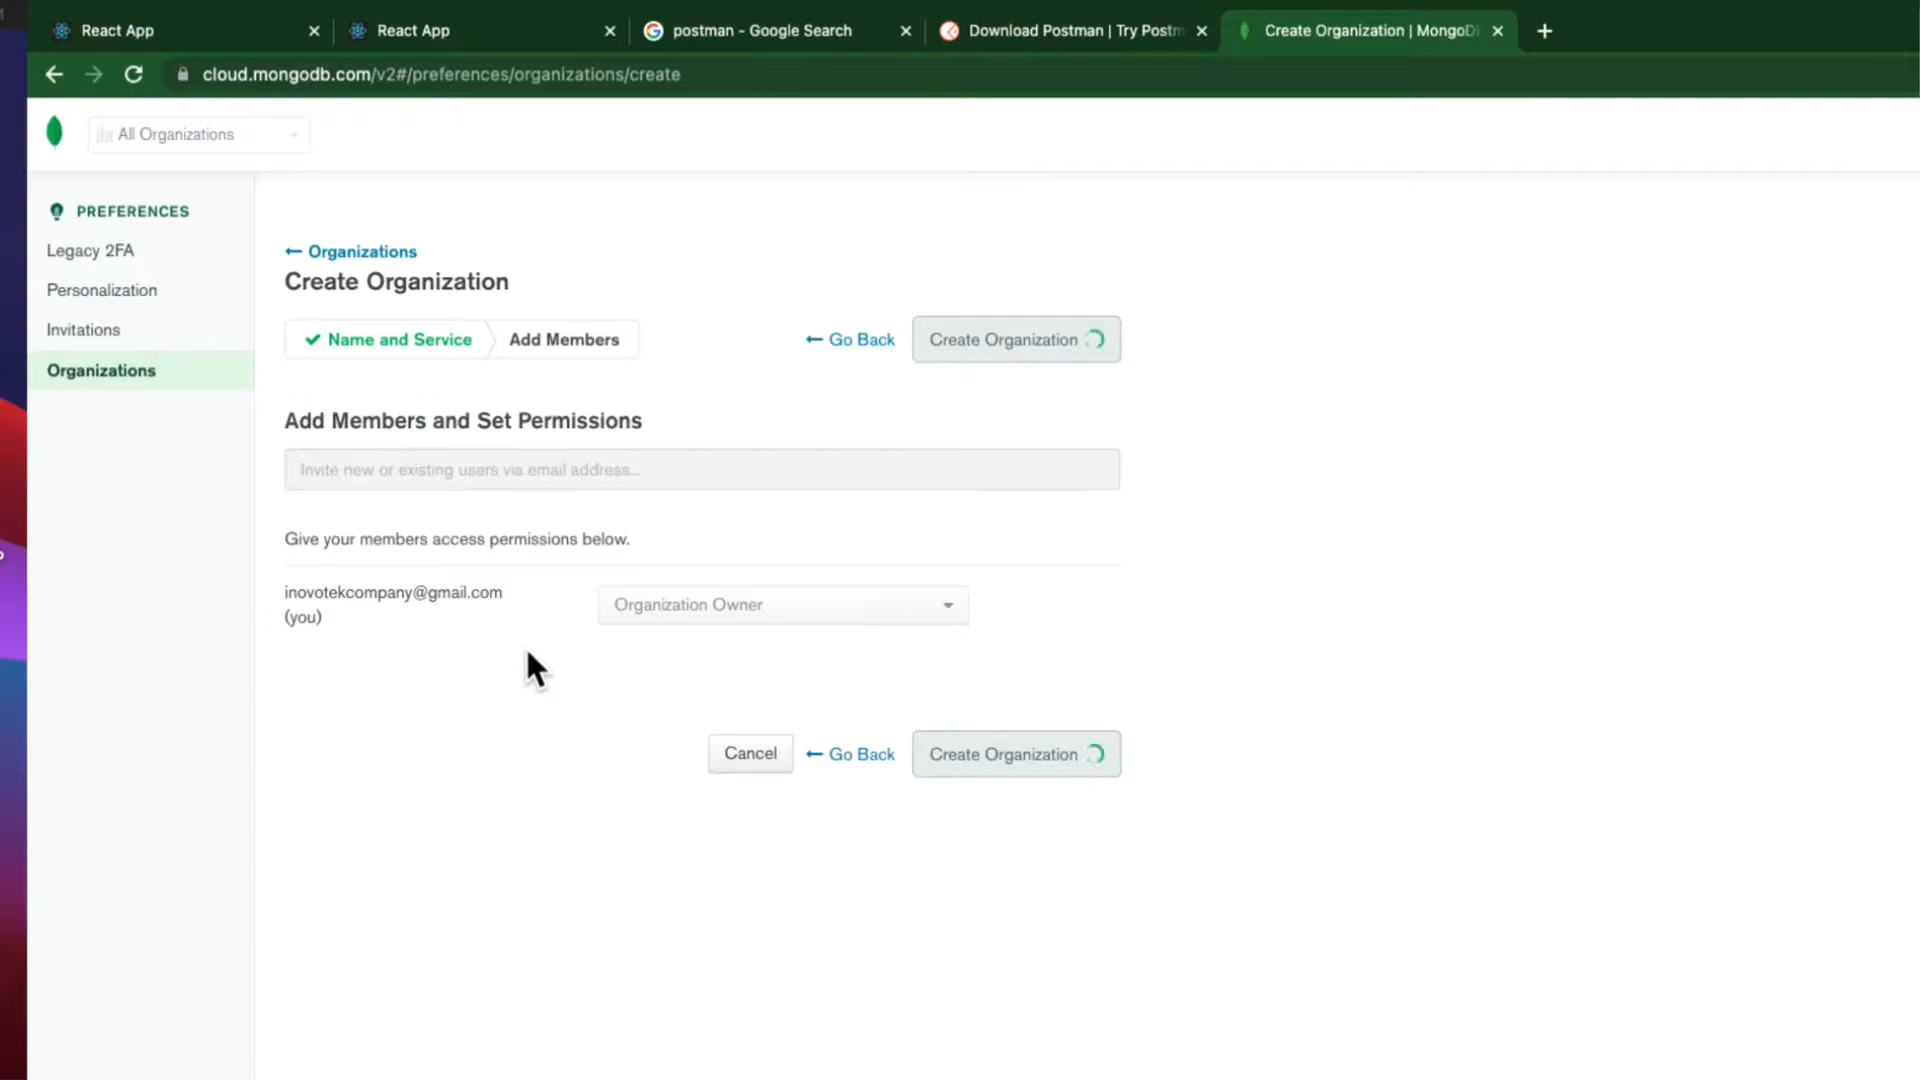 React App
React App
postman - Google Search
Download Postman | Try Postm
Create Organization | MongoD
cloud.mongodb.com/v2#/preferences/organizations/create
All Organizations
PREFERENCES
Legacy 2FA
Personalization
Invitations
Organizations
← Organizations
Create Organization
✔ Name and Service
Add Members
← Go Back
Create Organization
Add Members and Set Permissions
Invite new or existing users via email address...
Give your members access permissions below.
inovotekcompany@gmail.com
(you)
Organization Owner
Cancel
← Go Back
Create Organization